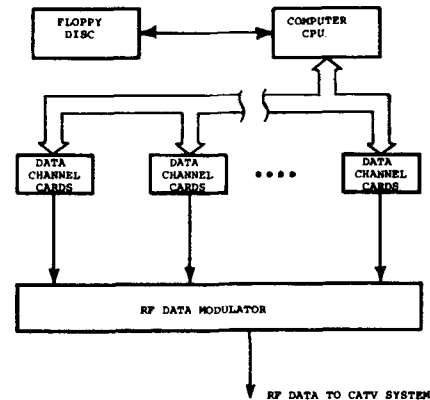 FLOPPY
DISC
COMPUTER
CPU
DATA
CHANNEL
CARDS
DATA
CHANNEL
CARDS
DATA
CHANNEL
CARDS
RF DATA MODULATOR
RF DATA TO CATV SYSTEM